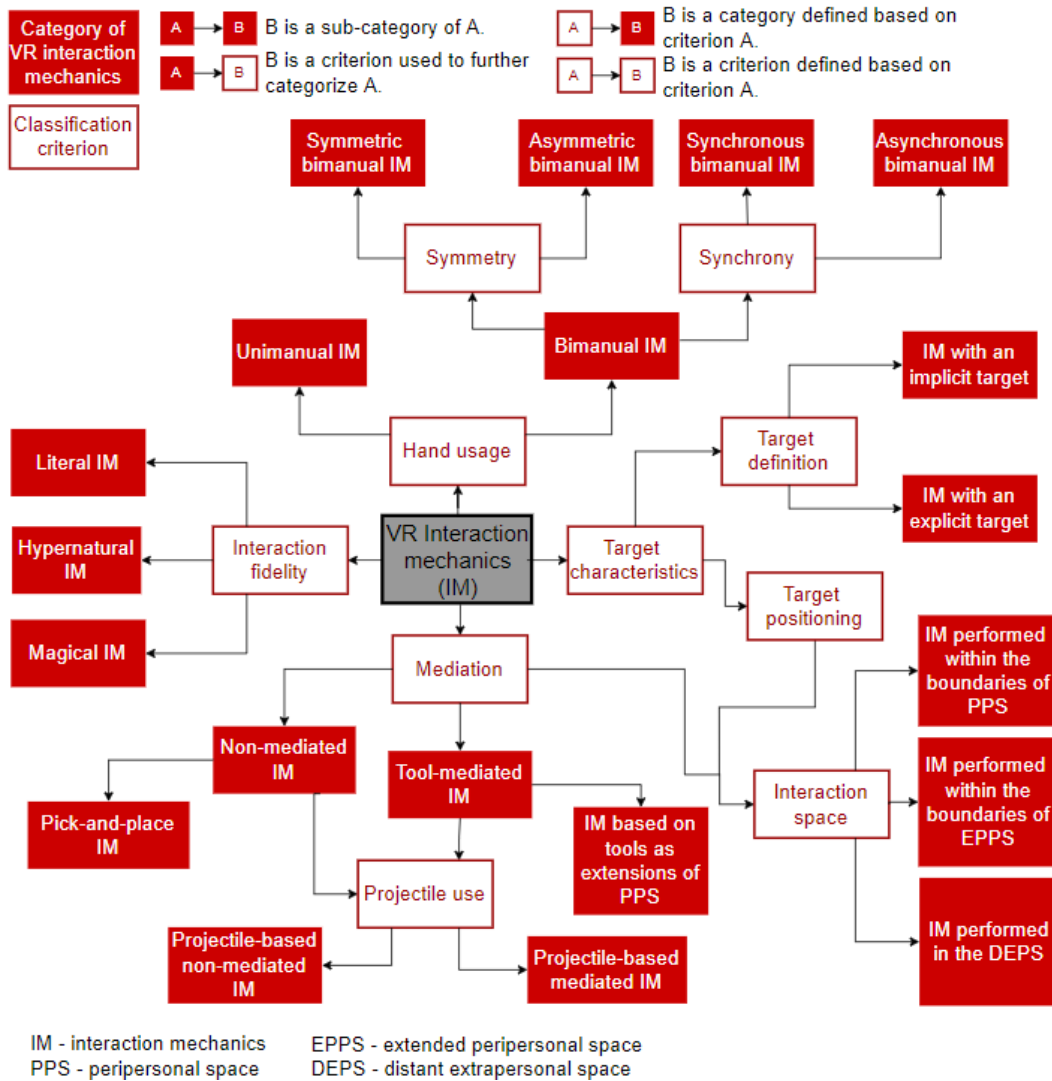 Category of
VR interaction
mechanics
A
B
B is a sub-category of A.
A
B
B is a criterion used to further
categorize A.
A
B
B is a category defined based on
criterion A.
A
B
B is a criterion defined based on
criterion A.
Classification
criterion
Symmetric
bimanual IM
Asymmetric
bimanual IM
Synchronous
bimanual IM
Asynchronous
bimanual IM
Symmetry
Synchrony
Unimanual IM
Bimanual IM
IM with an
implicit target
Hand usage
Target
definition
Literal IM
IM with an
explicit target
Hypernatural
IM
Interaction
fidelity
VR Interaction
mechanics
(IM)
Target
characteristics
Target
positioning
Magical IM
Mediation
IM performed
within the
boundaries of
PPS
Non-mediated
IM
Tool-mediated
IM
Interaction
space
IM performed
within the
boundaries of
EPPS
Pick-and-place
IM
IM based on
tools as
extensions of
PPS
Projectile use
IM performed
in the DEPS
Projectile-based
non-mediated
IM
Projectile-based
mediated IM
IM - interaction mechanics
PPS - peripersonal space
EPPS - extended peripersonal space
DEPS - distant extrapersonal space